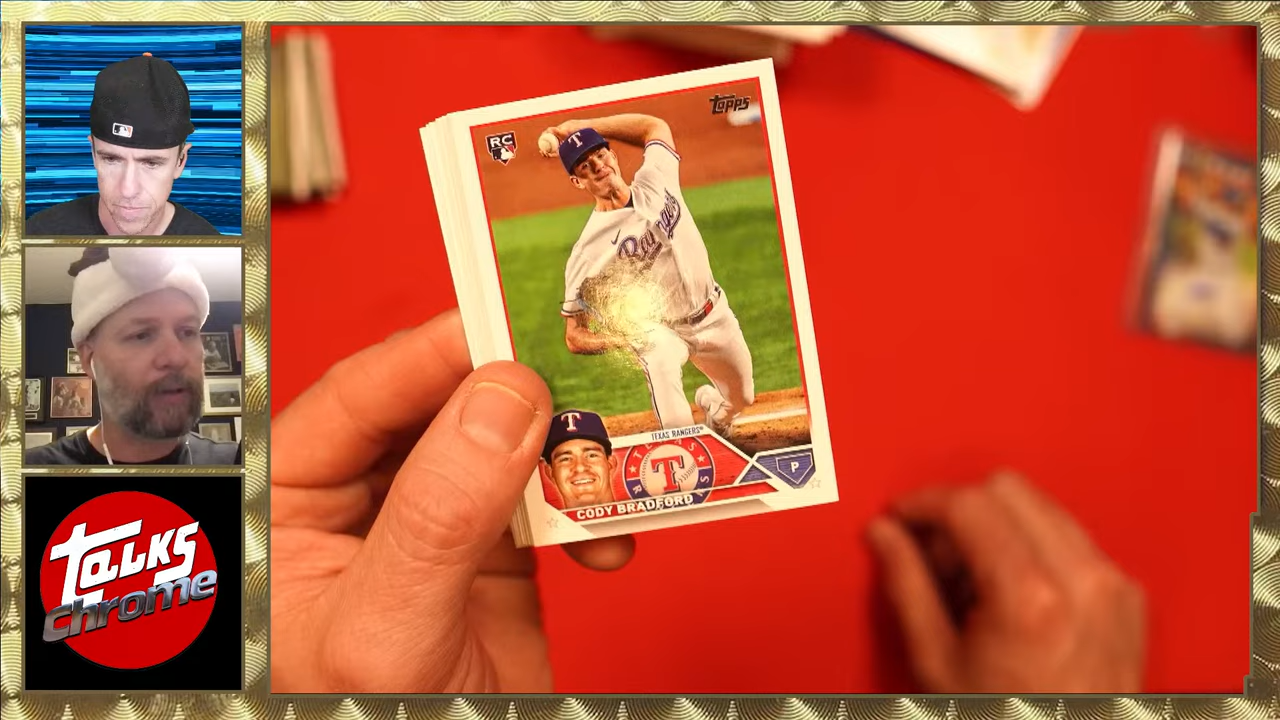 Topps
RC
T
Rangers
TEXAS RANGERS
T
T
P
CODY BRADFORD
Talks
Chrome